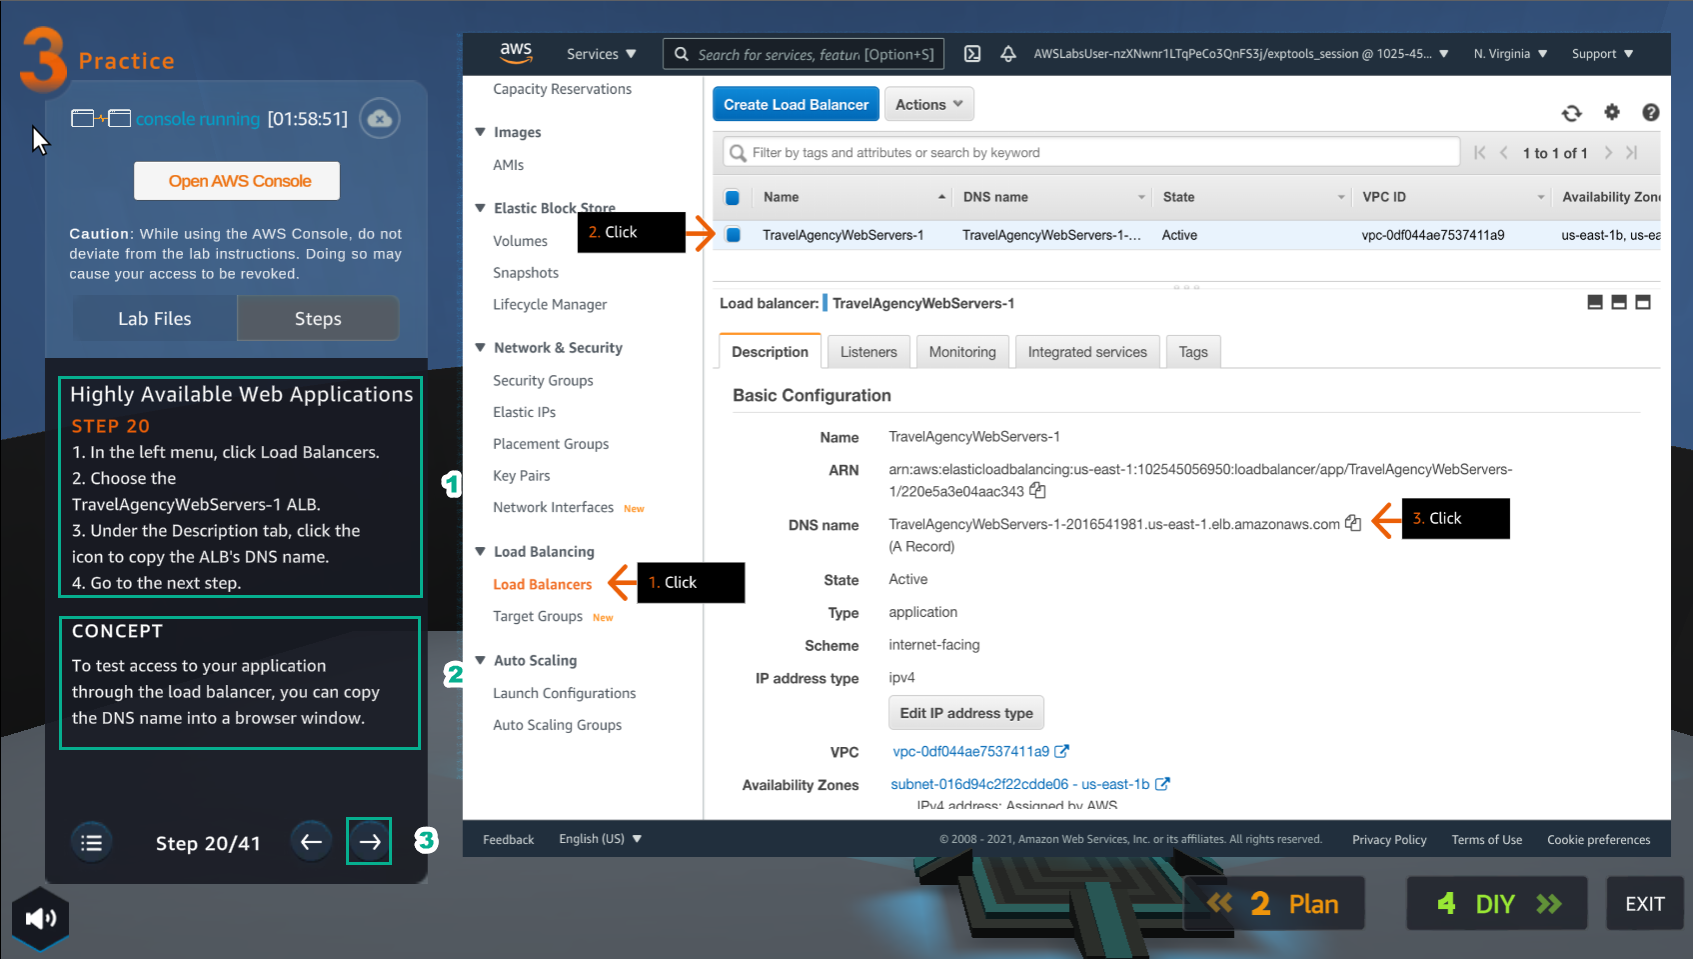 3 Practice
console running [01:58:51]
Open AWS Console
Caution: While using the AWS Console, do not
deviate from the lab instructions. Doing so may
cause your access to be revoked.
Lab Files
Steps
Highly Available Web Applications
STEP 20
1. In the left menu, click Load Balancers.
2. Choose the
TravelAgencyWebServers-1 ALB.
3. Under the Description tab, click the
icon to copy the ALB's DNS name.
4. Go to the next step.
1
CONCEPT
To test access to your application
through the load balancer, you can copy
the DNS name into a browser window.
2
Step 20/41
3
aws
Services
Search for services, featur [Option+S]
AWSLabsUser-nzXNwnr1LTqPeCo3QnFS3j/exptools_session @ 1025-45...
N. Virginia
Support
Capacity Reservations
Images
AMIs
Elastic Block Store
Volumes
Snapshots
Lifecycle Manager
Network & Security
Security Groups
Elastic IPs
Placement Groups
Key Pairs
Network Interfaces New
Load Balancing
Load Balancers
1. Click
Target Groups New
Auto Scaling
Launch Configurations
Auto Scaling Groups
Create Load Balancer
Actions
Filter by tags and attributes or search by keyword
1 to 1 of 1
Name DNS name State VPC ID Availability Zone
2. Click
TravelAgencyWebServers-1 TravelAgencyWebServers-1-... Active vpc-0df044ae7537411a9 us-east-1b, us-ea
Load balancer: TravelAgencyWebServers-1
Description
Listeners
Monitoring
Integrated services
Tags
Basic Configuration
Name TravelAgencyWebServers-1
ARN arn:aws:elasticloadbalancing:us-east-1:102545056950:loadbalancer/app/TravelAgencyWebServers-
1/220e5a3e04aac343
DNS name TravelAgencyWebServers-1-2016541981.us-east-1.elb.amazonaws.com
(A Record)
3. Click
State Active
Type application
Scheme internet-facing
IP address type ipv4
Edit IP address type
VPC vpc-0df044ae7537411a9
Availability Zones subnet-016d94c2f22cdde06 - us-east-1b
IPv4 address: Assigned by AWS
Feedback
English (US)
© 2008 - 2021, Amazon Web Services, Inc. or its affiliates. All rights reserved.
Privacy Policy
Terms of Use
Cookie preferences
2 Plan
4 DIY
EXIT